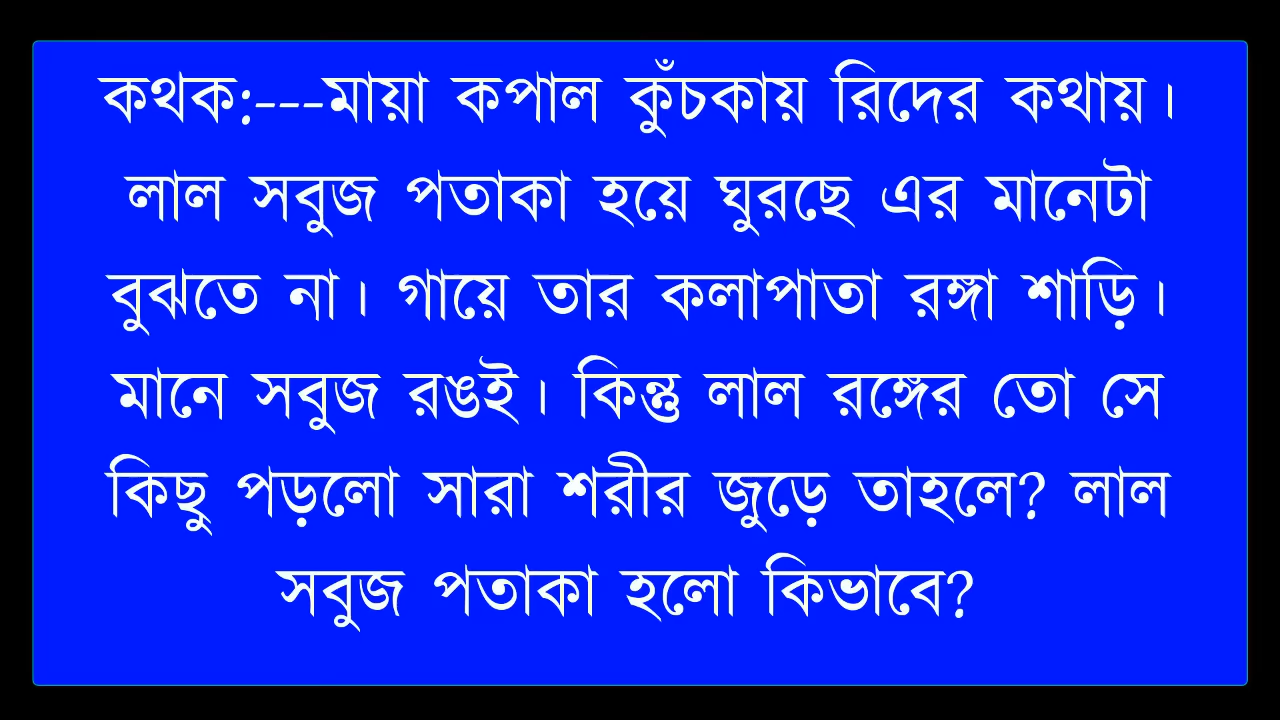 কথক:---মায়া কপাল কুঁচকায় রিদের কথায়।
লাল সবুজ পতাকা হয়ে ঘুরছে এর মানেটা
বুঝতে না। গায়ে তার কলাপাতা রঙ্গা শাড়ি।
মানে সবুজ রঙই। কিন্তু লাল রঙ্গের তো সে
কিছু পড়লো সারা শরীর জুড়ে তাহলে? লাল
সবুজ পতাকা হলো কিভাবে?